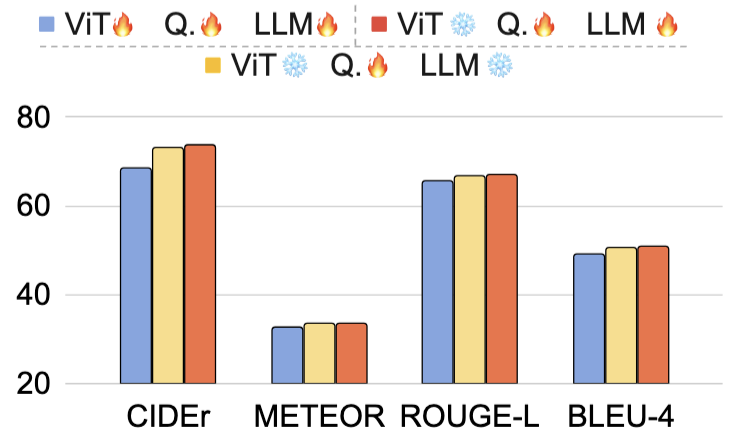 ViT🔥 Q.🔥 LLM🔥 ViT❄️ Q.🔥 LLM🔥
ViT❄️ Q.🔥 LLM❄️
80
60
40
20
CIDEr METEOR ROUGE-L BLEU-4